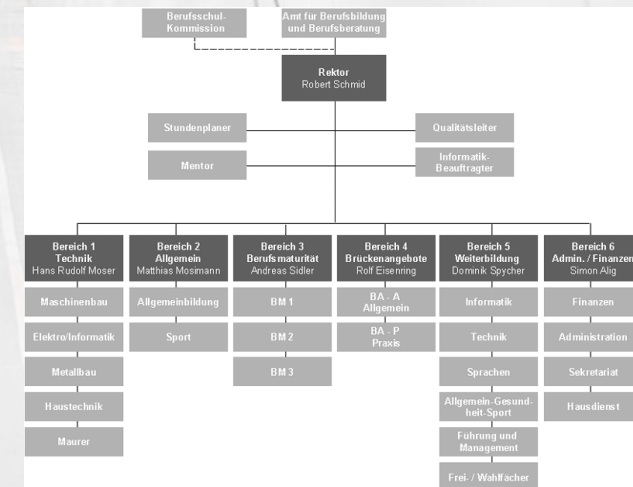 Berufsschul-
Kommission
Amt für Berufsbildung
und Berufsberatung
Rektor
Robert Schmid
Stundenplaner
Qualitätsleiter
Mentor
Informatik-
Beauftragter
Bereich 1
Technik
Hans Rudolf Moser
Bereich 2
Allgemein
Matthias Mosimann
Bereich 3
Berufsmaturität
Andreas Sidler
Bereich 4
Brückenangebote
Rolf Eisenring
Bereich 5
Weiterbildung
Dominik Spycher
Bereich 6
Admin. / Finanzen
Simon Alig
Maschinenbau
Allgemeinbildung
BM 1
BA - A
Allgemein
Informatik
Finanzen
Elektro/Informatik
Sport
BM 2
BA - P
Praxis
Technik
Administration
Metallbau
BM 3
Sprachen
Sekretariat
Haustechnik
Allgemein-Gesund-
heit-Sport
Hausdienst
Maurer
Führung und
Management
Frei- / Wahlfächer